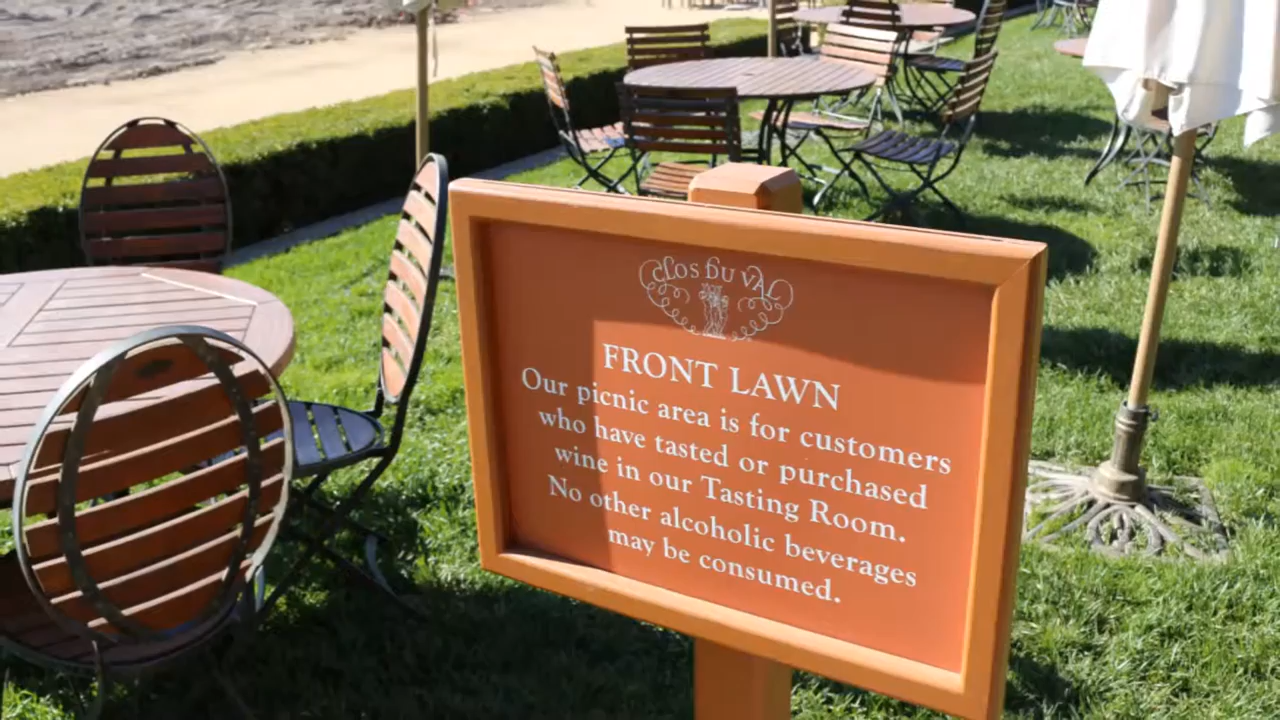 CLOS DU VAL
FRONT LAWN
Our picnic area is for customers
who have tasted or purchased
wine in our Tasting Room.
No other alcoholic beverages
may be consumed.